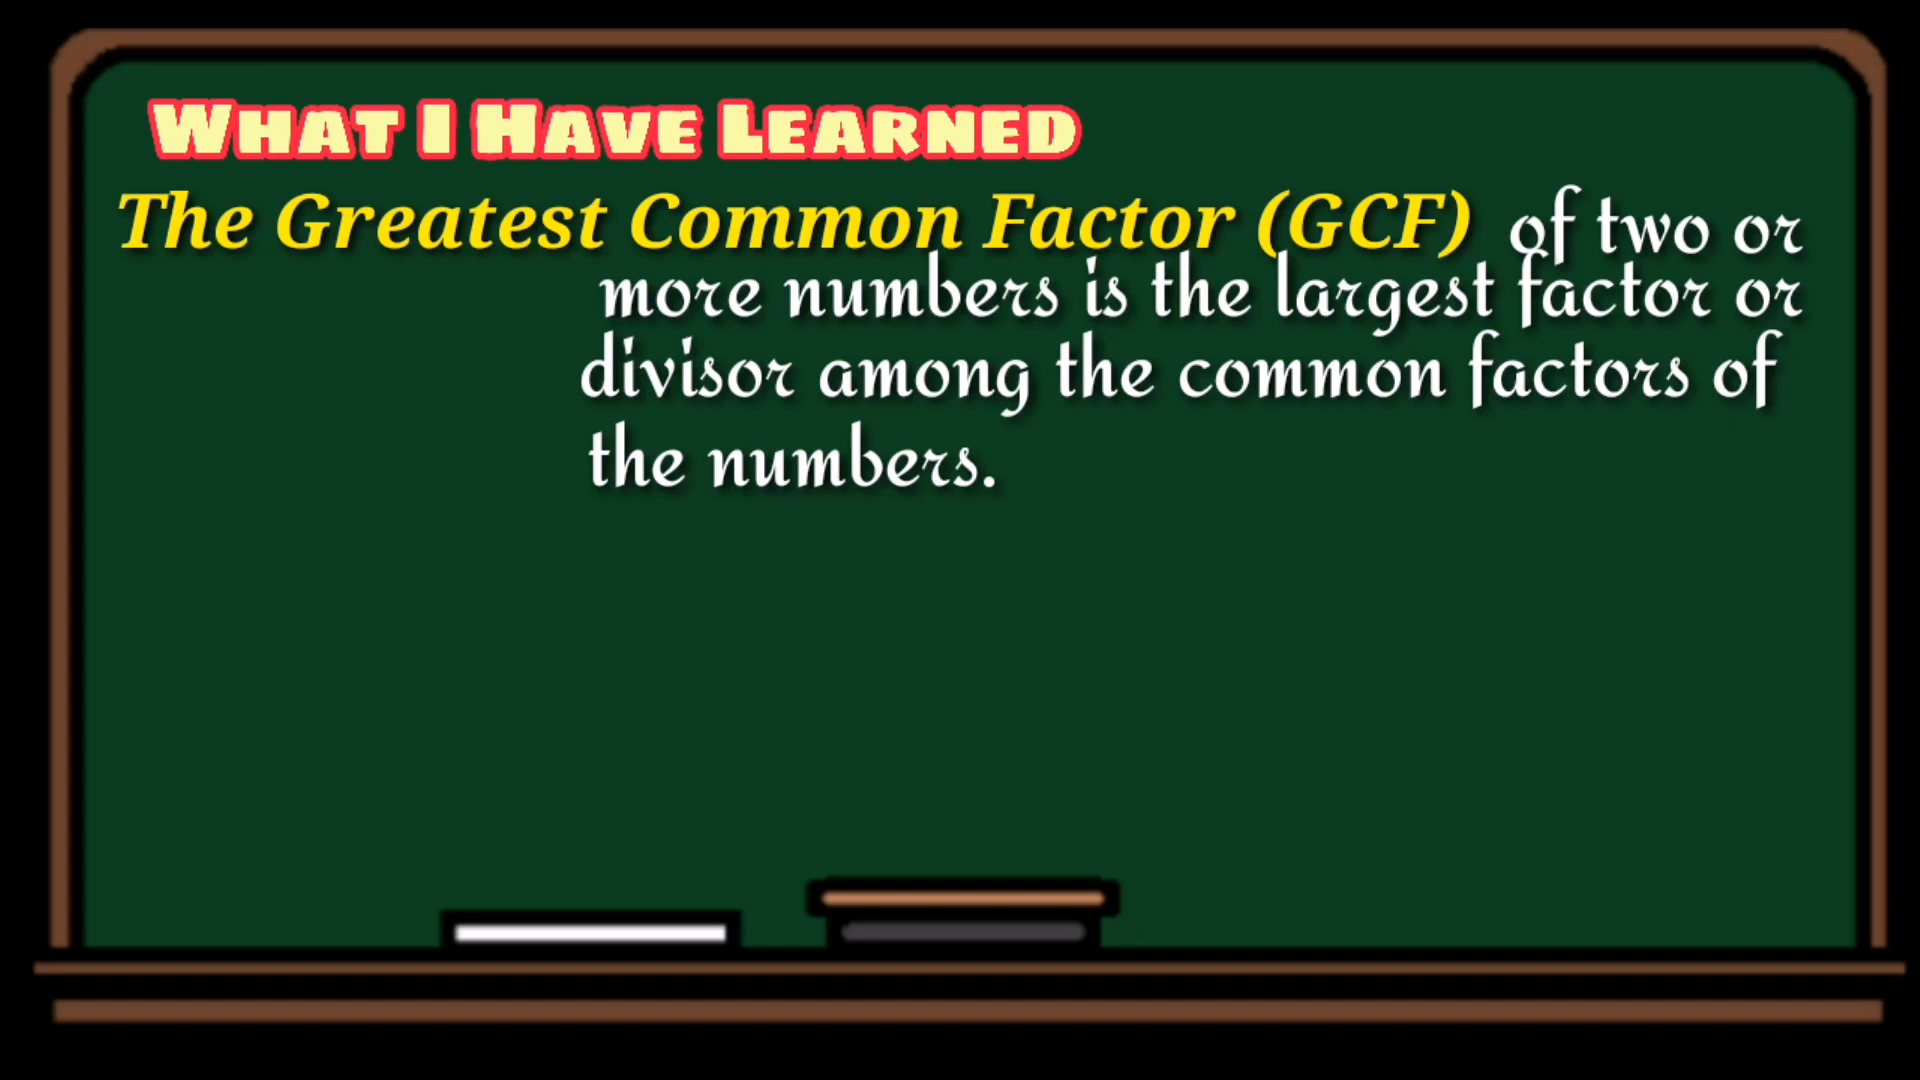 What I Have Learned
The Greatest Common Factor (GCF) of two or
more numbers is the largest factor or
divisor among the common factors of
the numbers.